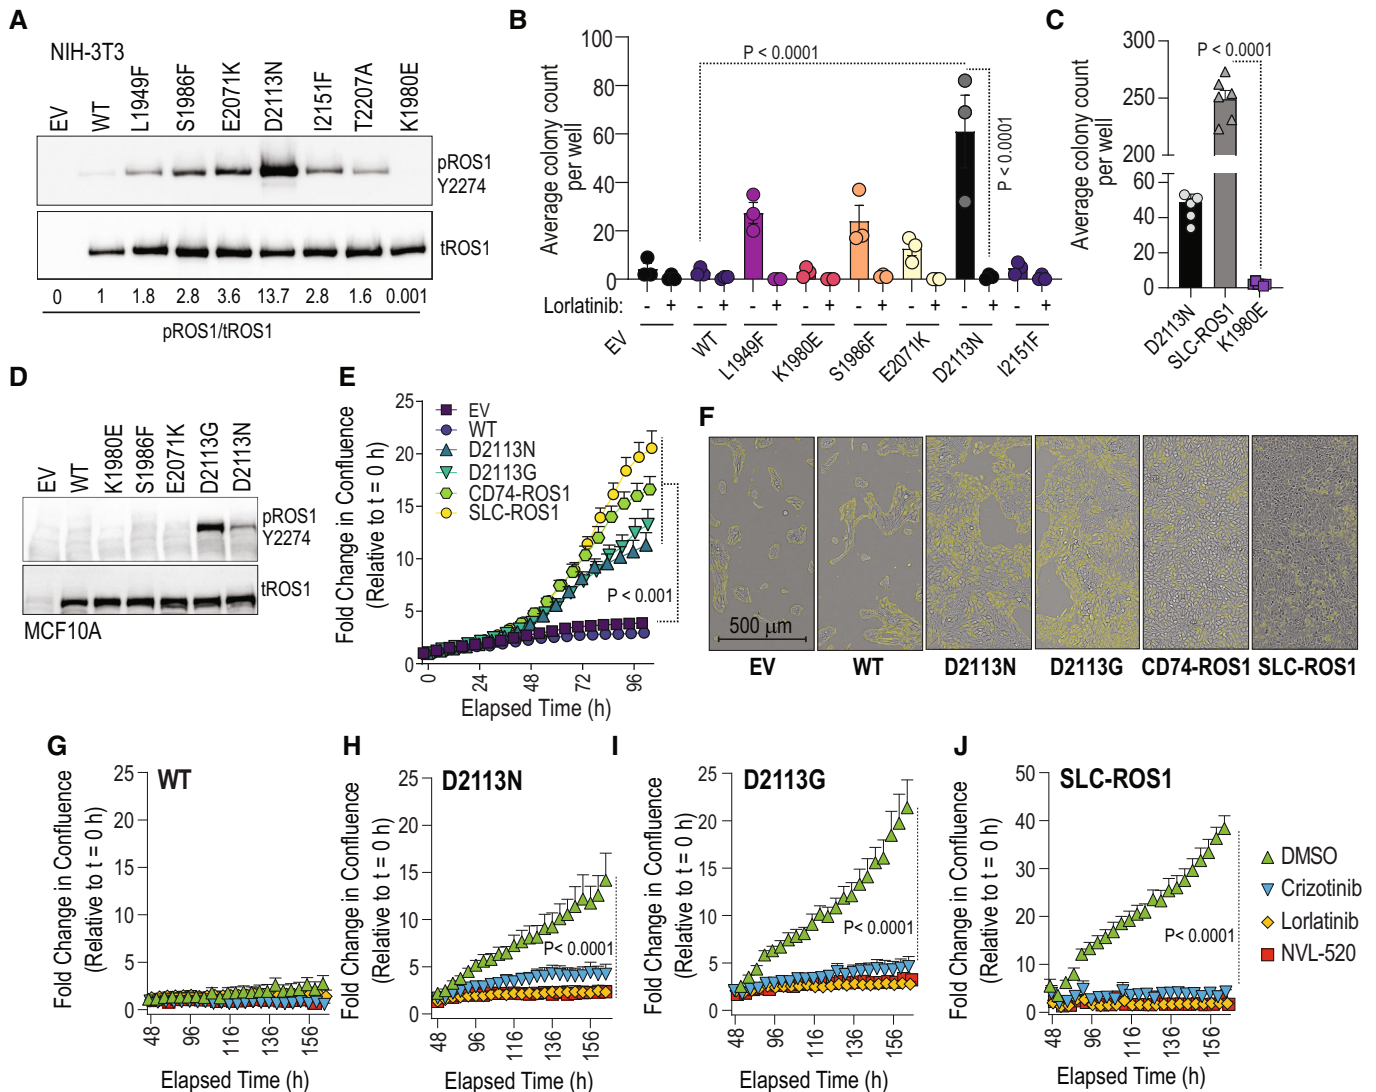 A
NIH-3T3
EV
WT
L1949F
S1986F
E2071K
D2113N
I2151F
T2207A
K1980E
pROS1
Y2274
tROS1
0 1 1.8 2.8 3.6 13.7 2.8 1.6 0.001
pROS1/tROS1
B
Average colony count
per well
100
80
60
40
20
0
P < 0.0001
P < 0.0001
Lorlatinib: - + - + - + - + - + - + - + - +
EV
WT
L1949F
K1980E
S1986F
E2071K
D2113N
I2151F
C
Average colony count
per well
300
250
200
60
40
20
0
P < 0.0001
D2113N
SLC-ROS1
K1980E
D
EV
WT
K1980E
S1986F
E2071K
D2113G
D2113N
pROS1
Y2274
tROS1
MCF10A
E
Fold Change in Confluence
(Relative to t = 0 h)
25
20
15
10
5
0
EV
WT
D2113N
D2113G
CD74-ROS1
SLC-ROS1
P < 0.001
0 24 48 72 96
Elapsed Time (h)
F
500 μm
EV WT D2113N D2113G CD74-ROS1 SLC-ROS1
G
WT
Fold Change in Confluence
(Relative to t = 0 h)
25
20
15
10
5
0
48 96 116 136 156
Elapsed Time (h)
H
D2113N
Fold Change in Confluence
(Relative to t = 0 h)
25
20
15
10
5
0
P< 0.0001
48 96 116 136 156
Elapsed Time (h)
I
D2113G
Fold Change in Confluence
(Relative to t = 0 h)
25
20
15
10
5
0
P< 0.0001
48 96 116 136 156
Elapsed Time (h)
J
SLC-ROS1
Fold Change in Confluence
(Relative to t = 0 h)
50
40
30
20
10
0
P< 0.0001
48 96 116 136 156
Elapsed Time (h)
DMSO
Crizotinib
Lorlatinib
NVL-520